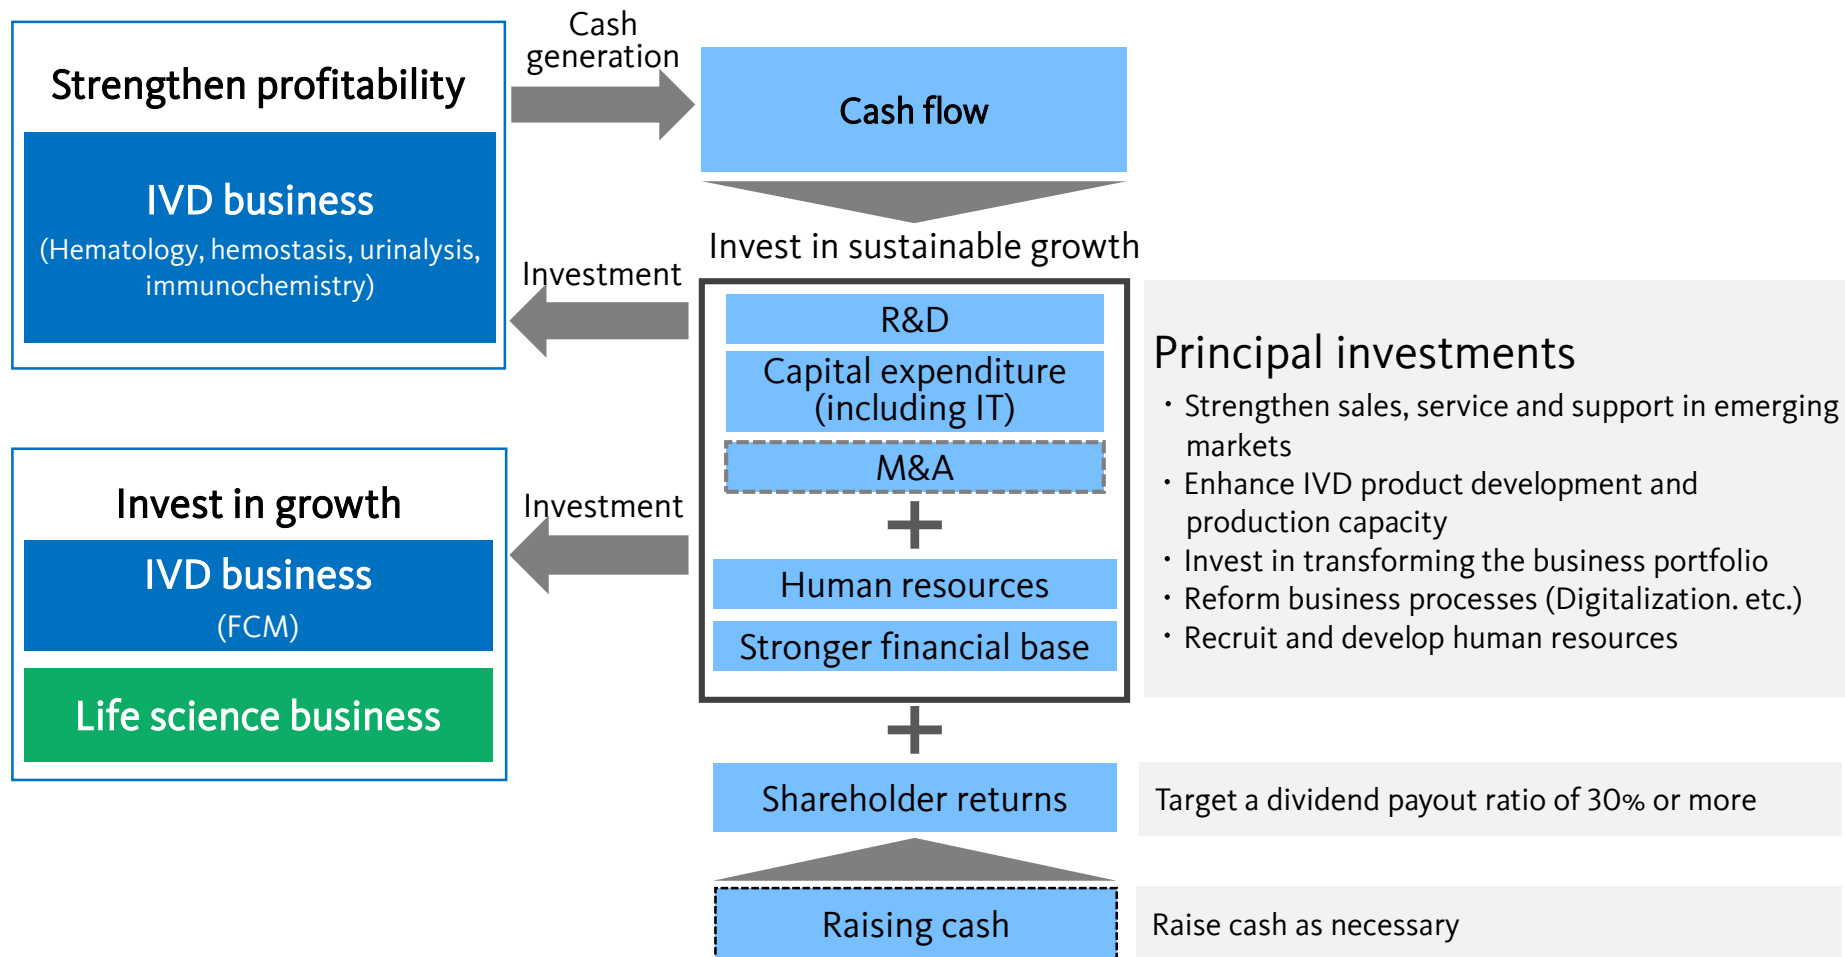 Strengthen profitability
IVD business
(Hematology, hemostasis, urinalysis,
immunochemistry)
Cash
generation
Cash flow
Invest in sustainable growth
Investment
R&D
Capital expenditure
(including IT)
M&A
+
Human resources
Stronger financial base
Principal investments
・Strengthen sales, service and support in emerging
markets
・Enhance IVD product development and
production capacity
・Invest in transforming the business portfolio
・Reform business processes (Digitalization. etc.)
・Recruit and develop human resources
Invest in growth
IVD business
(FCM)
Life science business
Investment
+
Shareholder returns
Target a dividend payout ratio of 30% or more
Raising cash
Raise cash as necessary